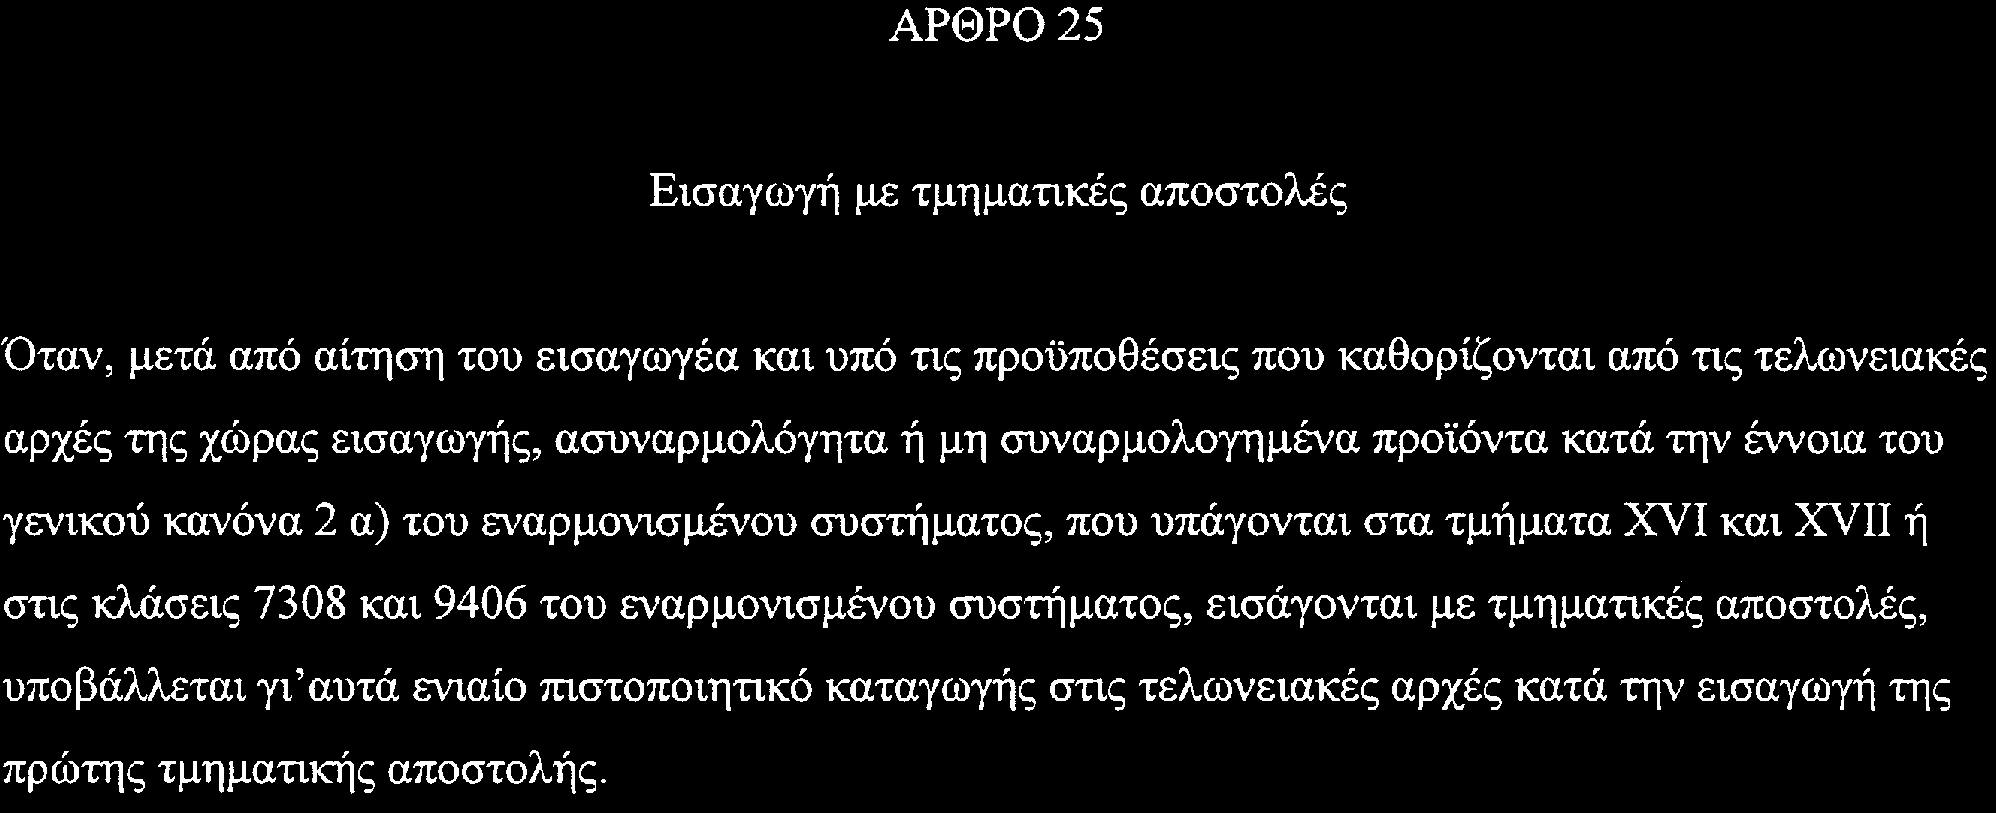 ΑΡΘΡΟ 25
Εισαγωγή με τμηματικές αποστολές
Όταν, μετά από αίτηση του εισαγωγέα και υπό τις προϋποθέσεις που καθορίζονται από τις τελωνειακές
αρχές της χώρας εισαγωγής, ασυναρμολόγητα ή μη συναρμολογημένα προϊόντα κατά την έννοια του
γενικού κανόνα 2 α) του εναρμονισμένου συστήματος, που υπάγονται στα τμήματα XVI και XVII ή
στις κλάσεις 7308 και 9406 του εναρμονισμένου συστήματος, εισάγονται με τμηματικές αποστολές,
υποβάλλεται γι’αυτά ενιαίο πιστοποιητικό καταγωγής στις τελωνειακές αρχές κατά την εισαγωγή της
πρώτης τμηματικής αποστολής.